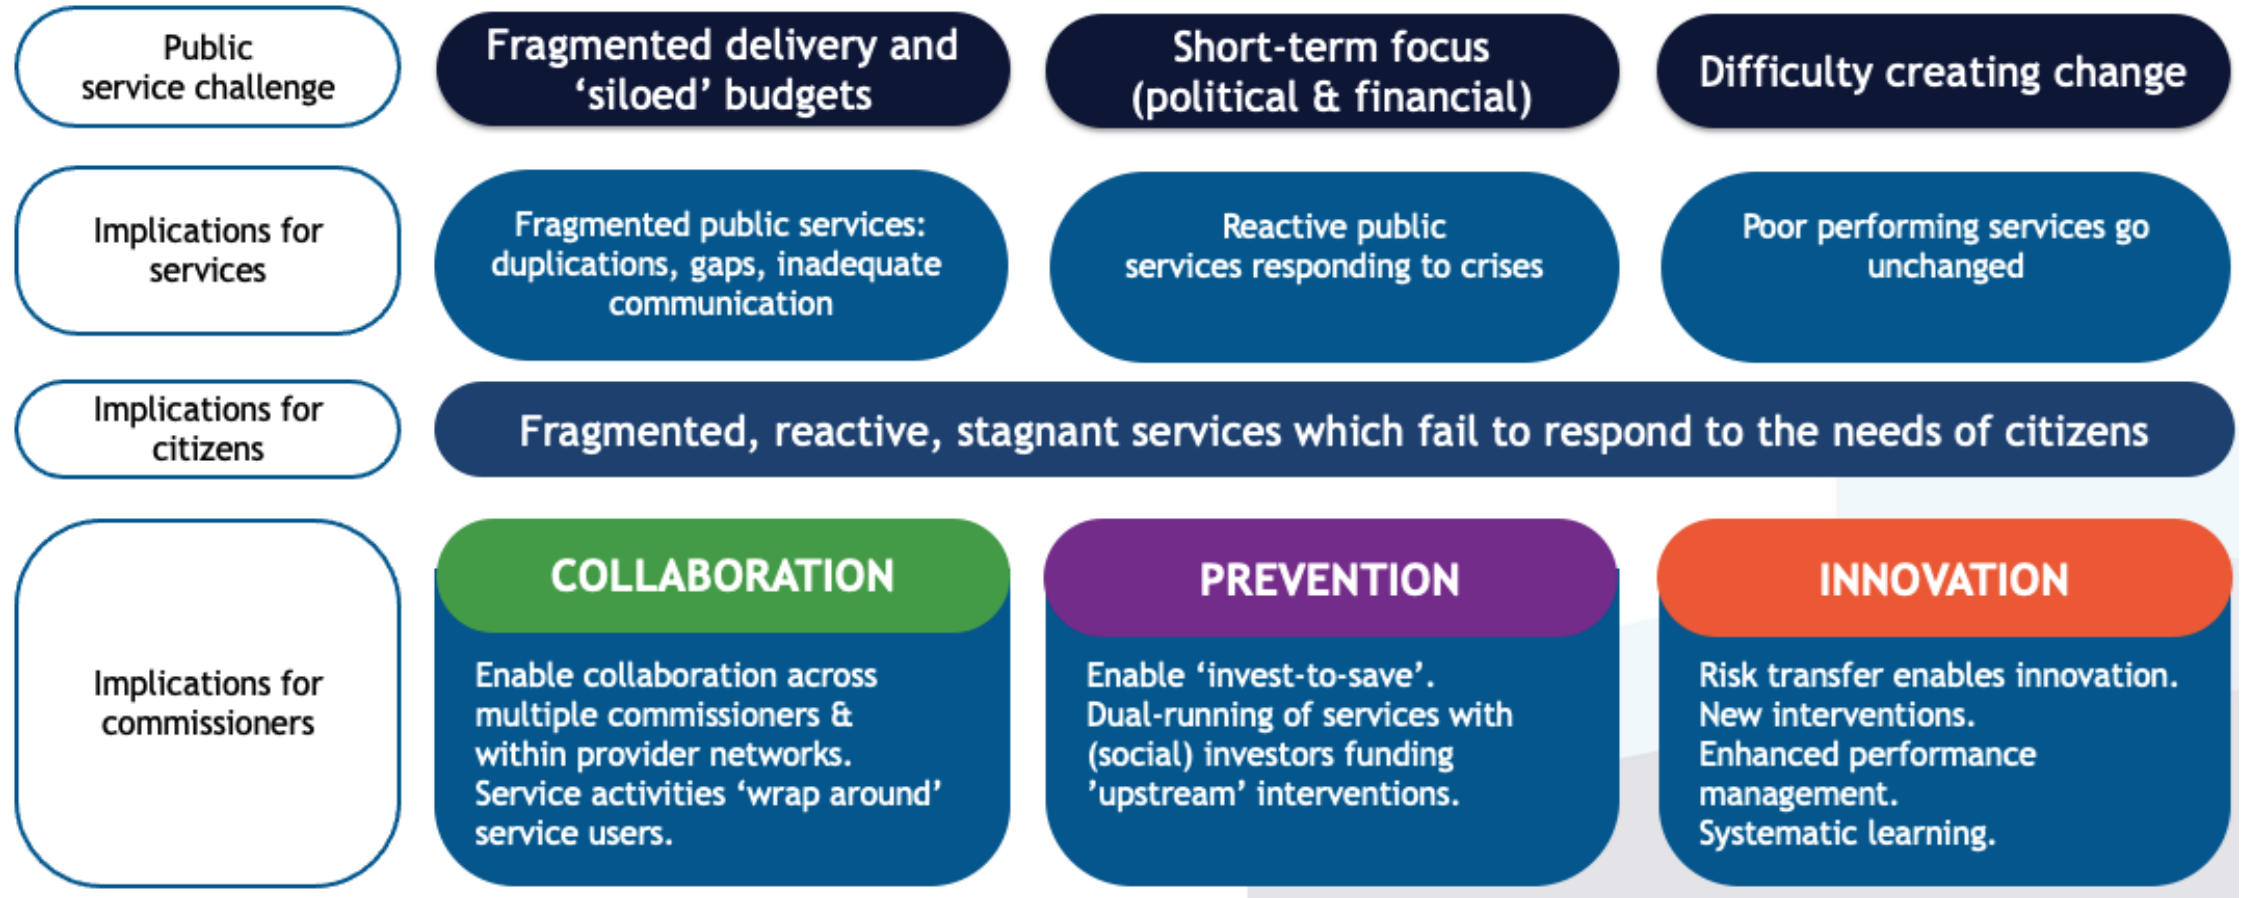 Public
service challenge
Fragmented delivery and
‘siloed’ budgets
Short-term focus
(political & financial)
Difficulty creating change
Implications for
services
Fragmented public services:
duplications, gaps, inadequate
communication
Reactive public
services responding to crises
Poor performing services go
unchanged
Implications for
citizens
Fragmented, reactive, stagnant services which fail to respond to the needs of citizens
Implications for
commissioners
COLLABORATION
Enable collaboration across
multiple commissioners &
within provider networks.
Service activities ‘wrap around’
service users.
PREVENTION
Enable ‘invest-to-save’.
Dual-running of services with
(social) investors funding
’upstream’ interventions.
INNOVATION
Risk transfer enables innovation.
New interventions.
Enhanced performance
management.
Systematic learning.